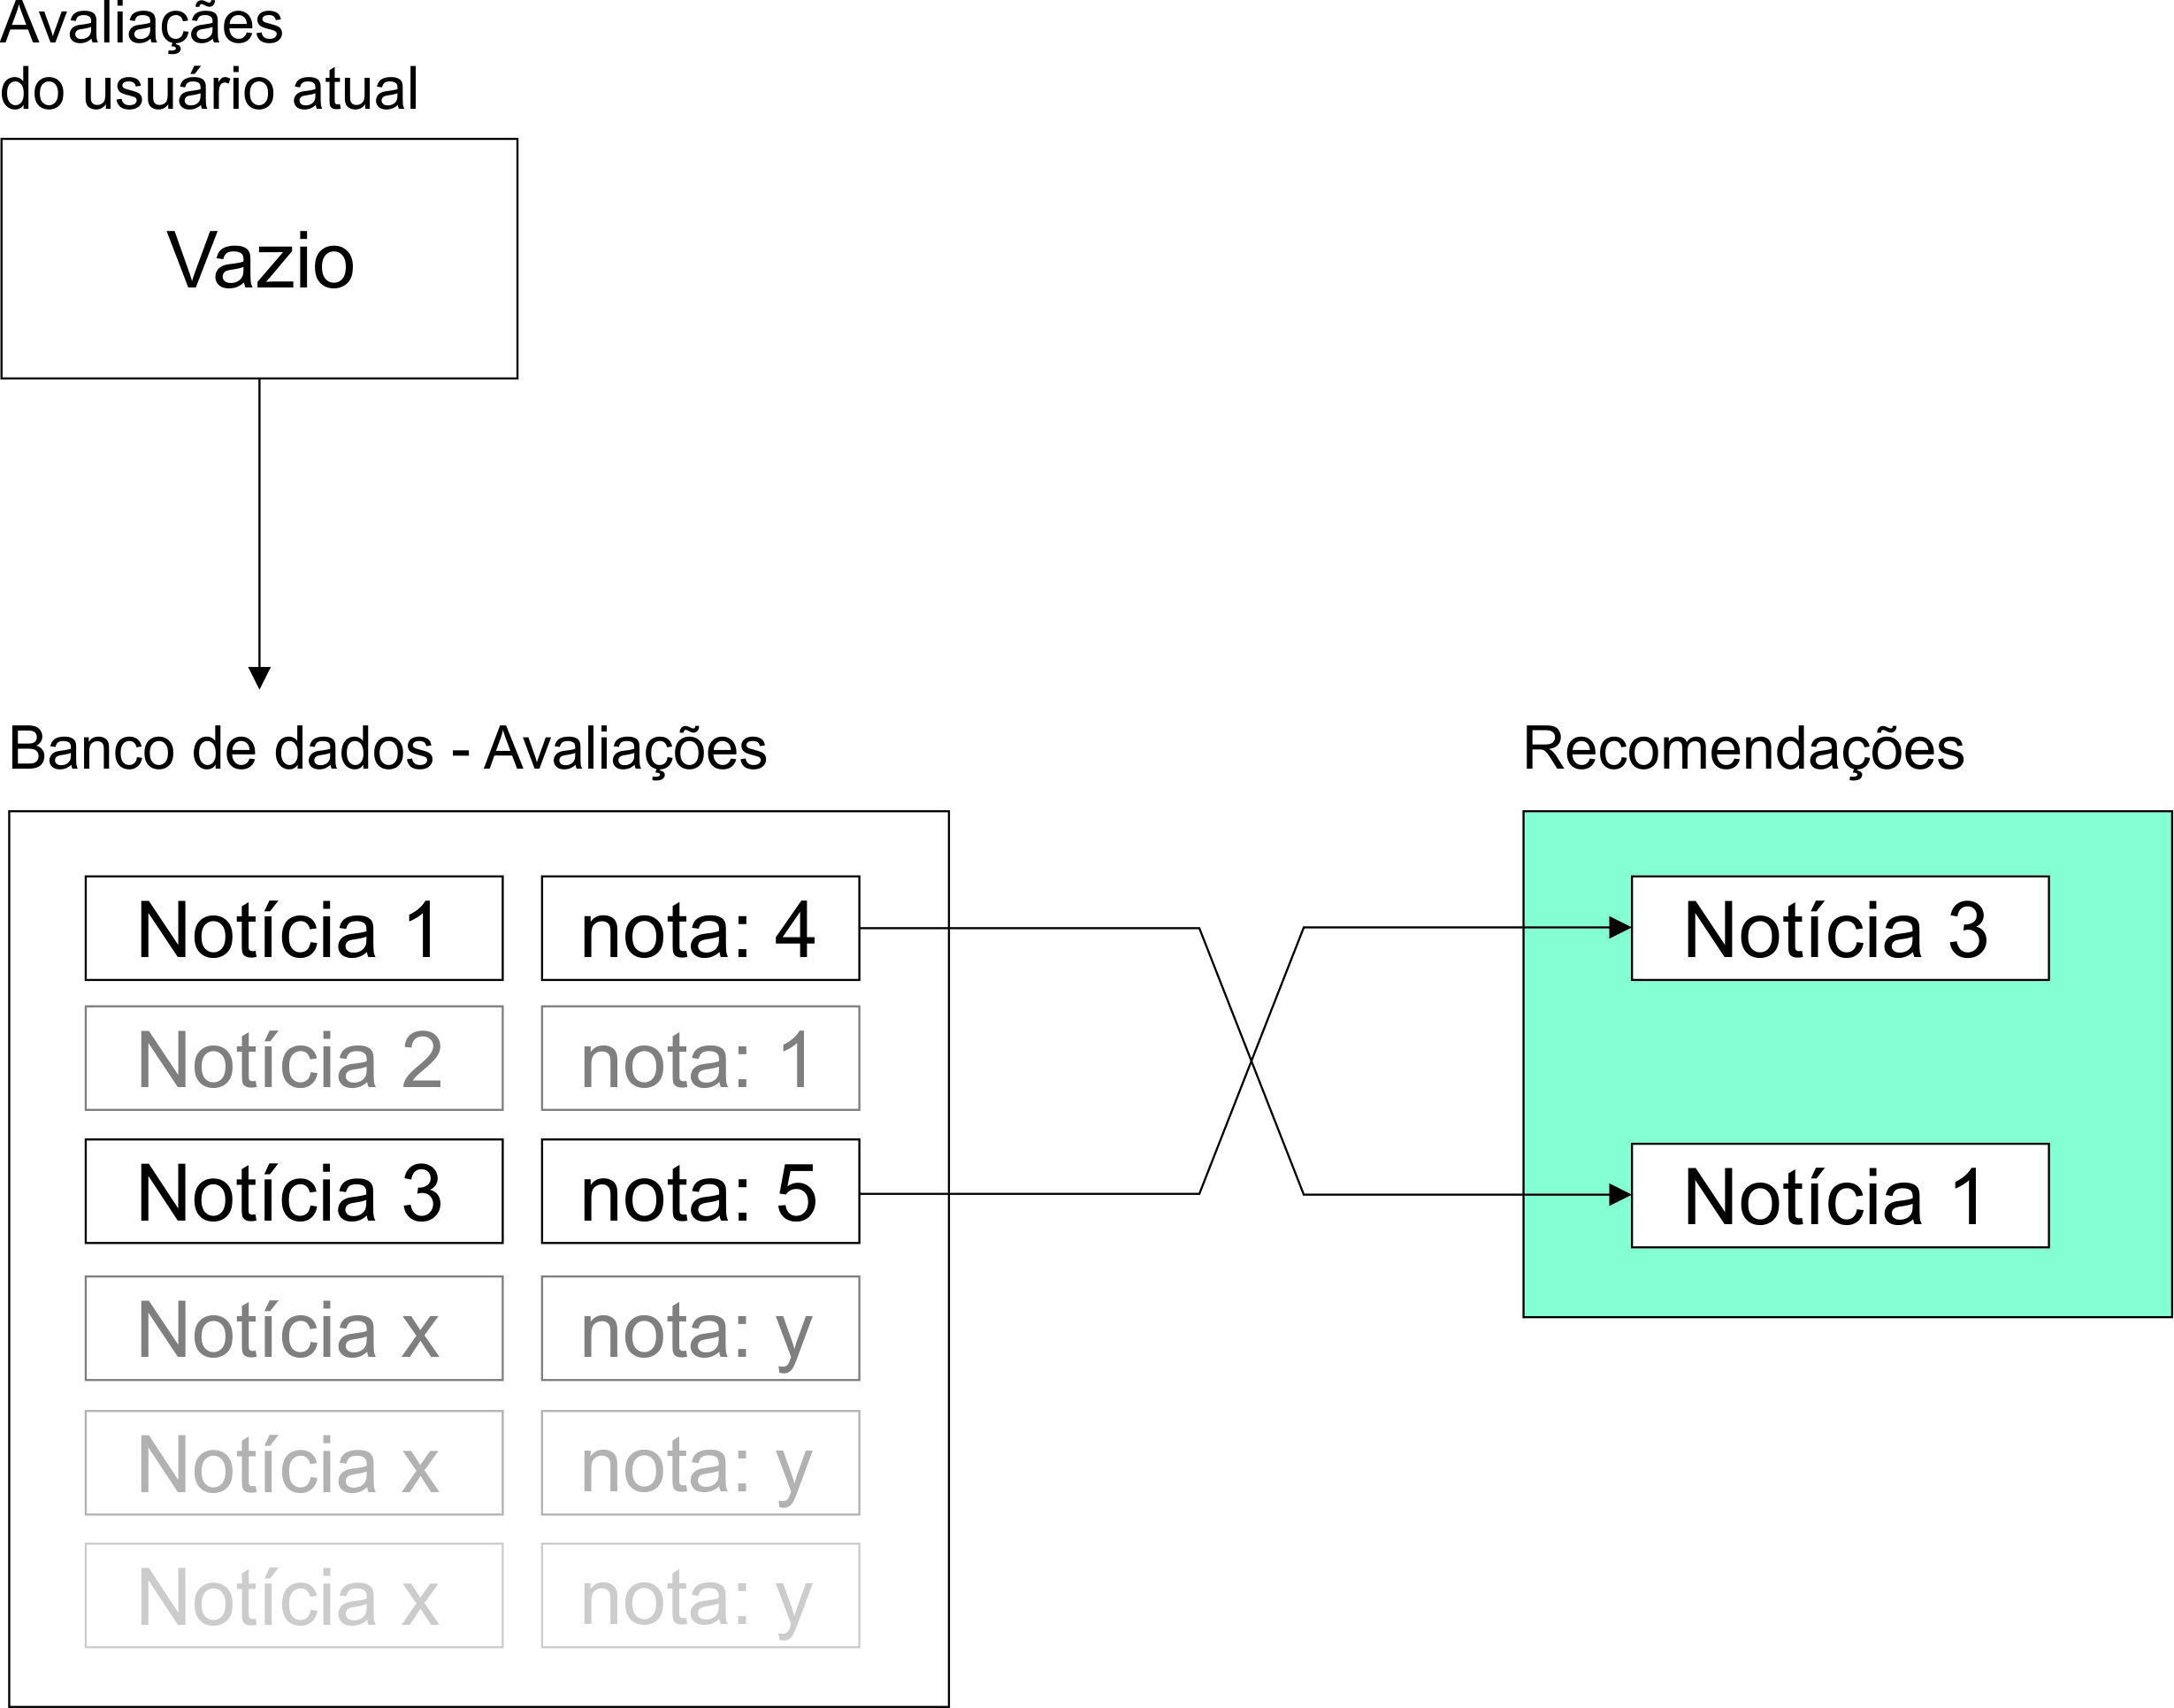 Avaliaçães
do usuário atual
Vazio
Banco de dados - Avaliações
Recomendações
Notícia 1 nota: 4
Notícia 3
Notícia 2 nota: 1
Notícia 3 nota: 5
Notícia 1
Notícia x nota: y
Notícia x nota: y
Notícia x nota: y